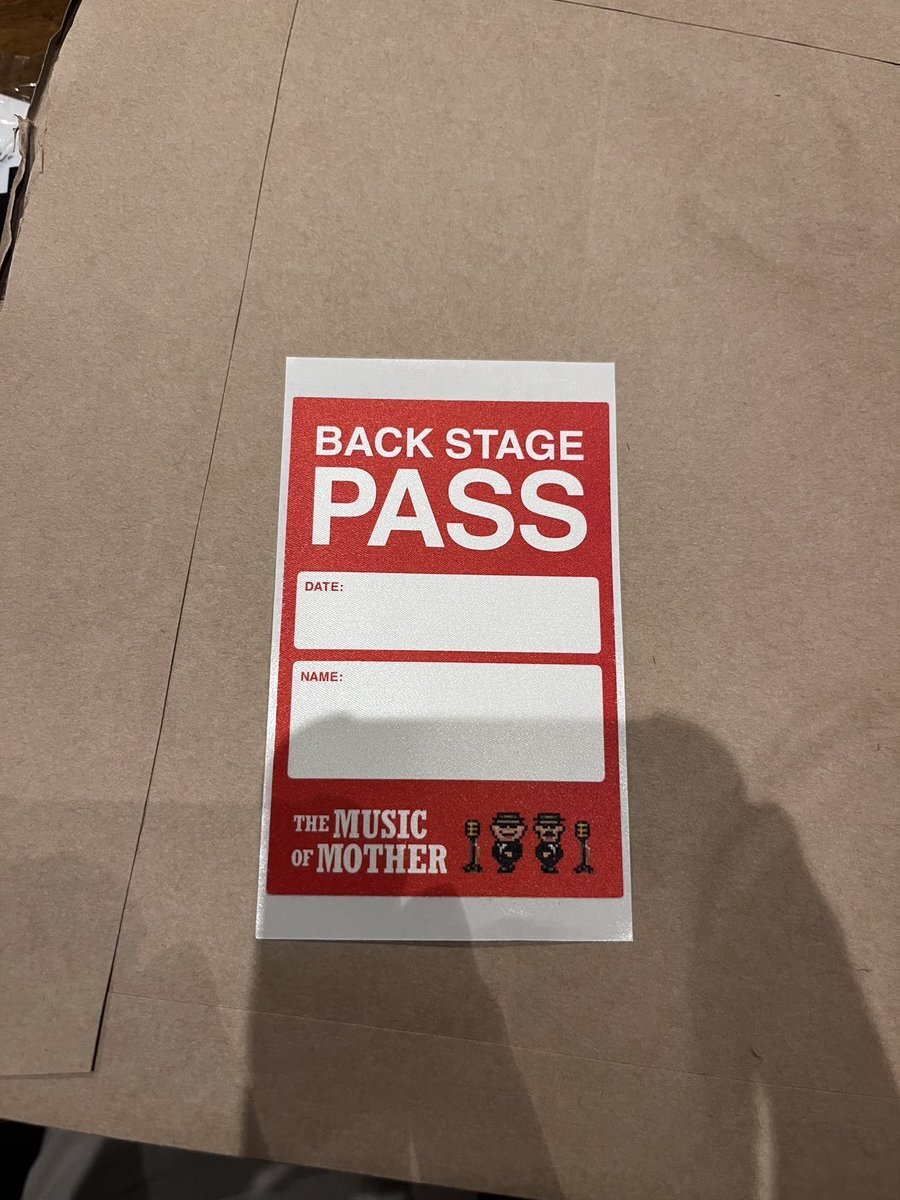 BACK STAGE
PASS
DATE:
NAME:
THE MUSIC
OF MOTHER